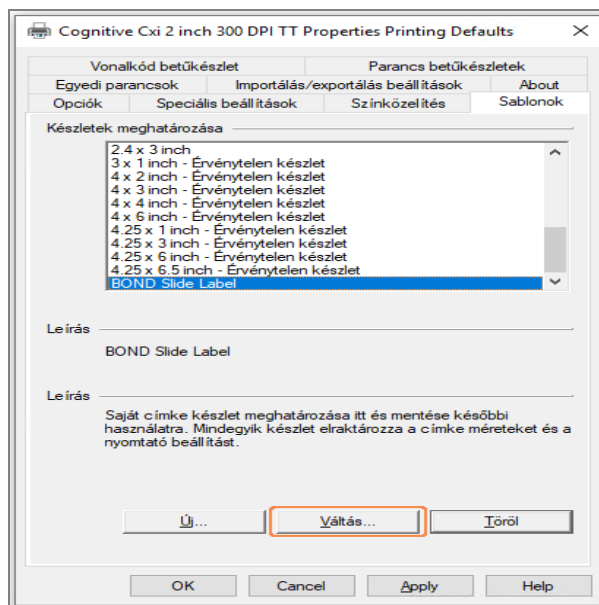 Cognitive Cxi 2 inch 300 DPI TT Properties Printing Defaults
Vonalkód betűkészlet Parancs betűkészletek
Egyedi parancsok Importálás/exportálás beállítások About
Opciók Speciális beállítások Színközelítés Sablonok
Készletek meghatározása
2.4 x 3 inch
3 x 1 inch - Érvénytelen készlet
4 x 2 inch - Érvénytelen készlet
4 x 3 inch - Érvénytelen készlet
4 x 4 inch - Érvénytelen készlet
4 x 6 inch - Érvénytelen készlet
4.25 x 1 inch - Érvénytelen készlet
4.25 x 3 inch - Érvénytelen készlet
4.25 x 6 inch - Érvénytelen készlet
4.25 x 6.5 inch - Érvénytelen készlet
BOND Slide Label
Leírás
BOND Slide Label
Leírás
Saját címke készlet meghatározása itt és mentése későbbi
használatra. Mindegyik készlet elraktározza a címke méreteket és a
nyomtató beállítást.
Új... Váltás... Töröl
OK Cancel Apply Help